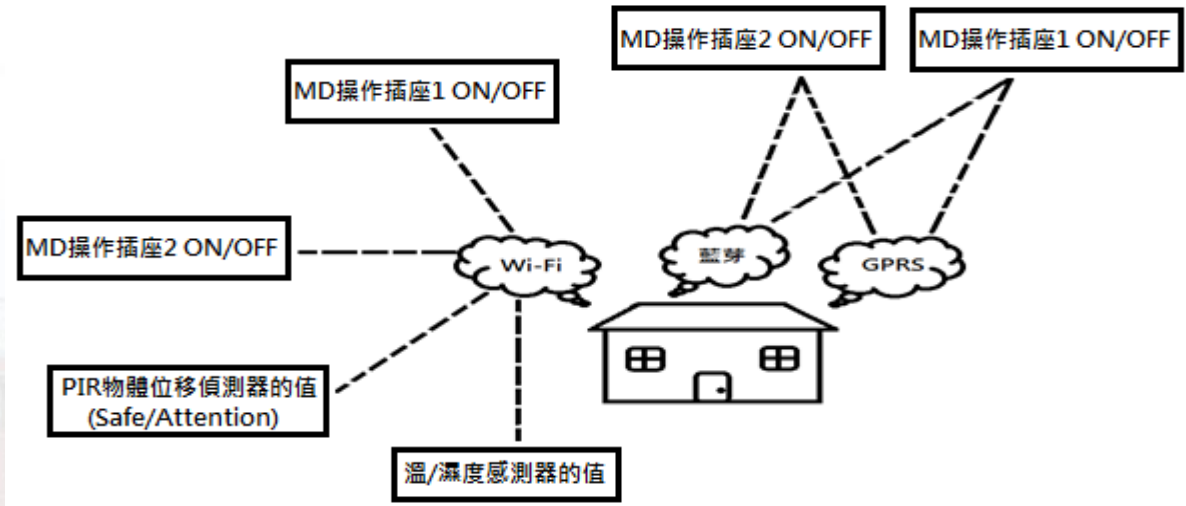 MD操作插座2 ON/OFF
MD操作插座1 ON/OFF
MD操作插座1 ON/OFF
MD操作插座2 ON/OFF
Wi-Fi
藍芽
GPRS
PIR物體位移偵測器的值
(Safe/Attention)
溫/濕度感測器的值